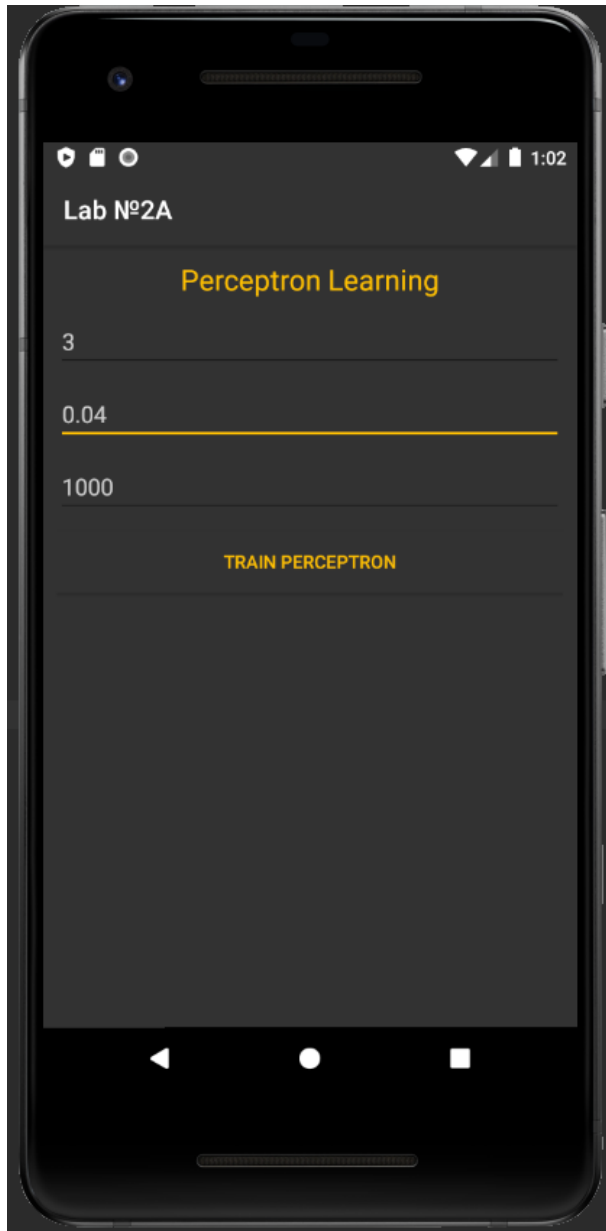 1:02
Lab №2A
Perceptron Learning
3
0.04
1000
TRAIN PERCEPTRON